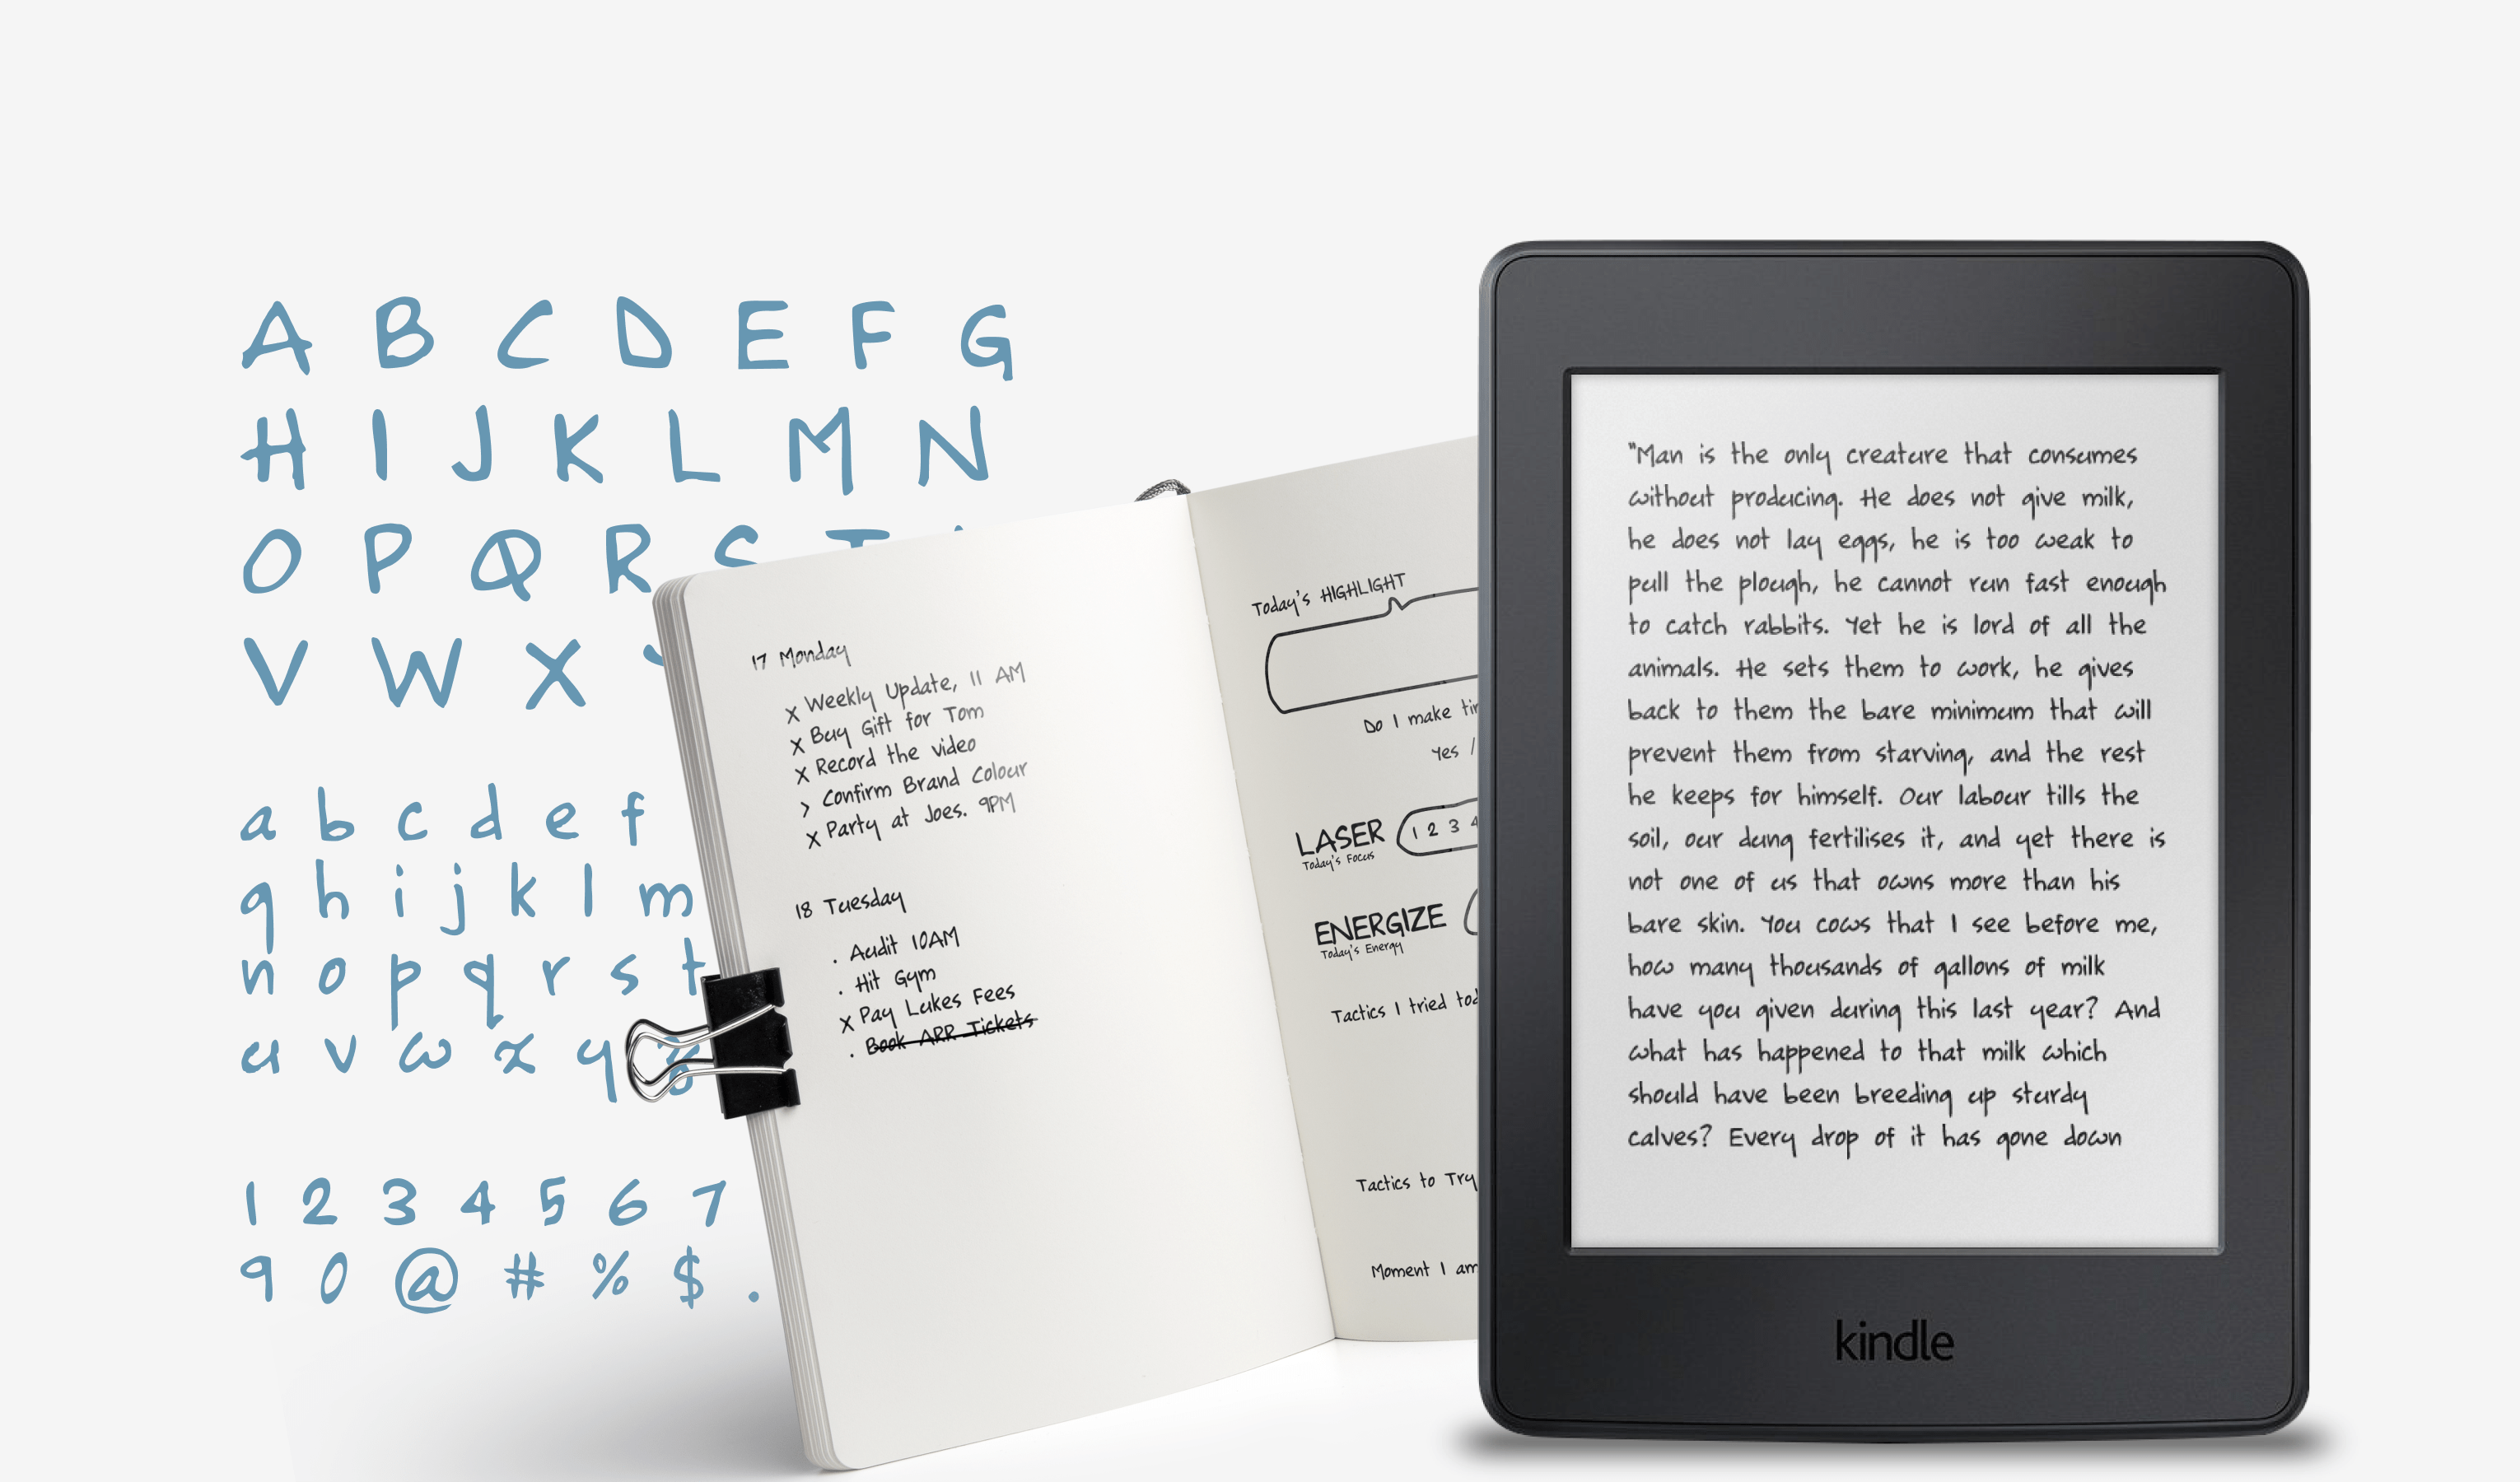 A B C D E F G
H I J K L M N
O P Q R S T
V W X
a b c d e f
g h i j k l m
n o p q r s t
u v w x y z
1 2 3 4 5 6 7
9 0 @ # % $ .
17 Monday
x Weekly Update, 11 AM
x Buy Gift for Tom
x Record the video
> Confirm Brand Colour
x Party at Joes. 9PM
18 Tuesday
. Audit 10AM
. Hit Gym
x Pay Lukes Fees
. Book ARR Tickets
Today's HIGHLIGHT
Do I make
Yes /
LASER 1 2 3 4
Today's Focus
ENERGIZE
Today's Energy
Tactics I tried
Tactics to Try
Moment I
"Man is the only creature that consumes
without producing. He does not give milk,
he does not lay eggs, he is too weak to
pull the plough, he cannot run fast enough
to catch rabbits. Yet he is lord of all the
animals. He sets them to work, he gives
back to them the bare minimum that will
prevent them from starving, and the rest
he keeps for himself. Our labour tills the
soil, our dung fertilises it, and yet there is
not one of us that owns more than his
bare skin. You cows that I see before me,
how many thousands of gallons of milk
have you given during this last year? And
what has happened to that milk which
should have been breeding up sturdy
calves? Every drop of it has gone down
kindle